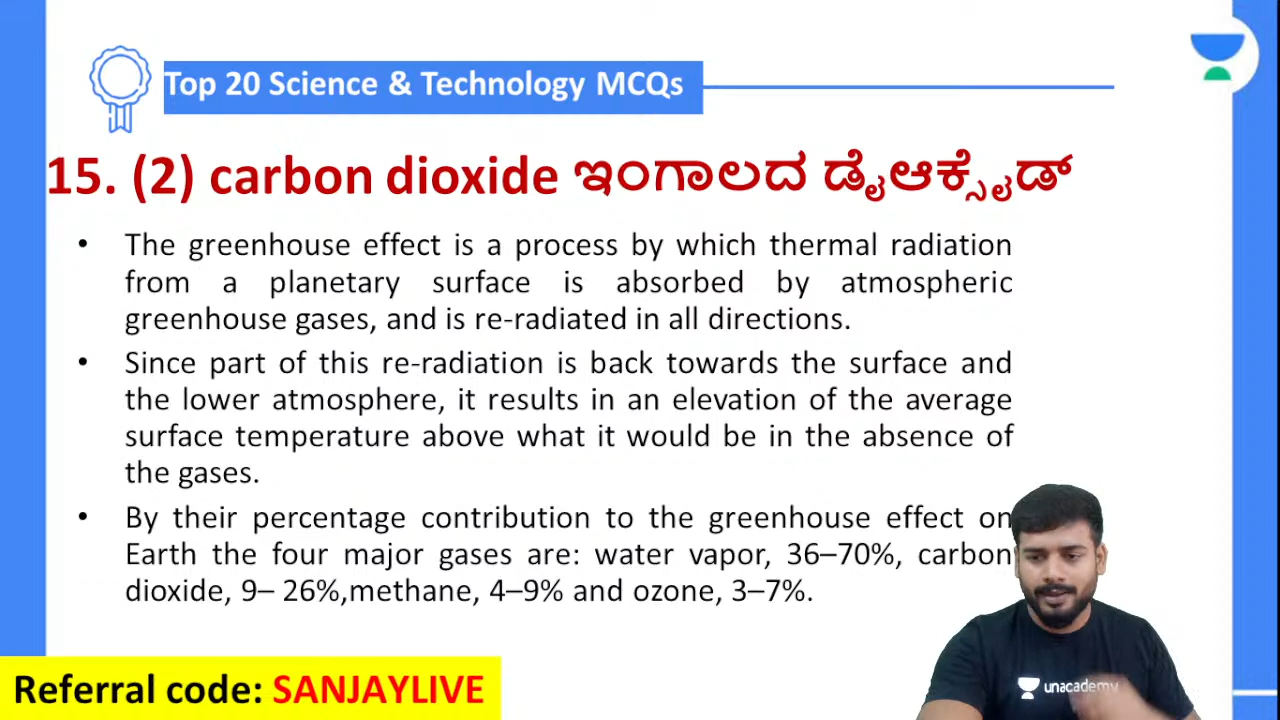 Top 20 Science & Technology MCQs
15. (2) carbon dioxide ಇಂಗಾಲದ ಡೈಆಕ್ಸೈಡ್
• The greenhouse effect is a process by which thermal radiation
from a planetary surface is absorbed by atmospheric
greenhouse gases, and is re-radiated in all directions.
• Since part of this re-radiation is back towards the surface and
the lower atmosphere, it results in an elevation of the average
surface temperature above what it would be in the absence of
the gases.
• By their percentage contribution to the greenhouse effect on
Earth the four major gases are: water vapor, 36–70%, carbon
dioxide, 9– 26%,methane, 4–9% and ozone, 3–7%.
unacademy
Referral code: SANJAYLIVE